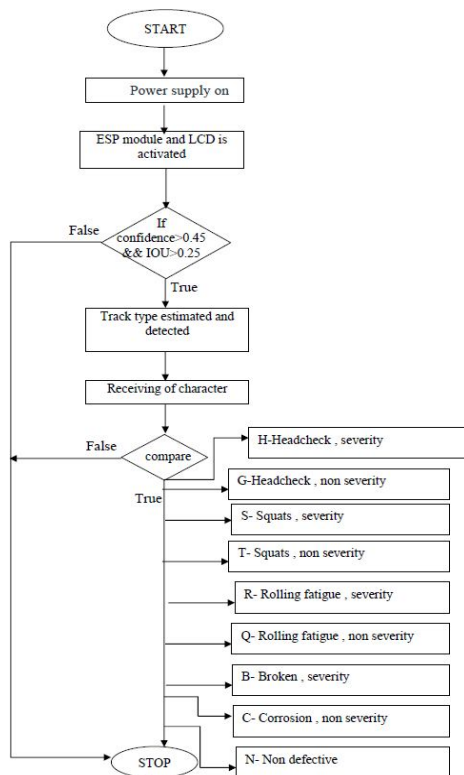 START
Power supply on
ESP module and LCD is
activated
False
If
confidence>0.45
&& IOU>0.25
True
Track type estimated and
detected
Receiving of character
False
compare
True
H-Headcheck , severity
G-Headcheck , non severity
S- Squats , severity
T- Squats , non severity
R- Rolling fatigue , severity
Q- Rolling fatigue , non severity
B- Broken , severity
C- Corrosion , non severity
N- Non defective
STOP